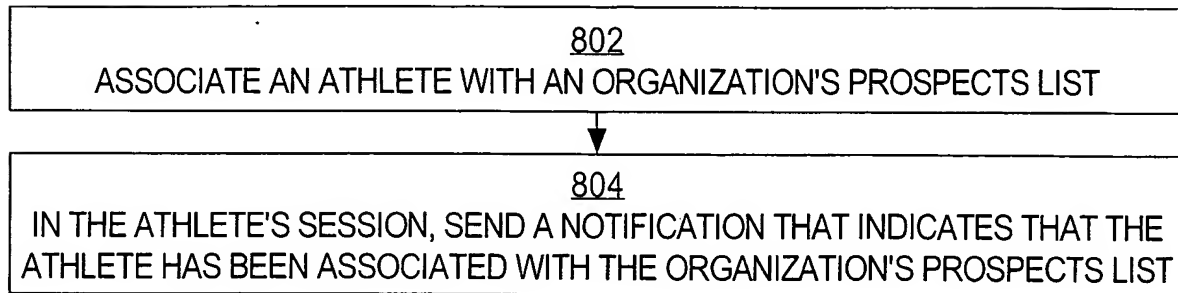 802
ASSOCIATE AN ATHLETE WITH AN ORGANIZATION'S PROSPECTS LIST
804
IN THE ATHLETE'S SESSION, SEND A NOTIFICATION THAT INDICATES THAT THE
ATHLETE HAS BEEN ASSOCIATED WITH THE ORGANIZATION'S PROSPECTS LIST